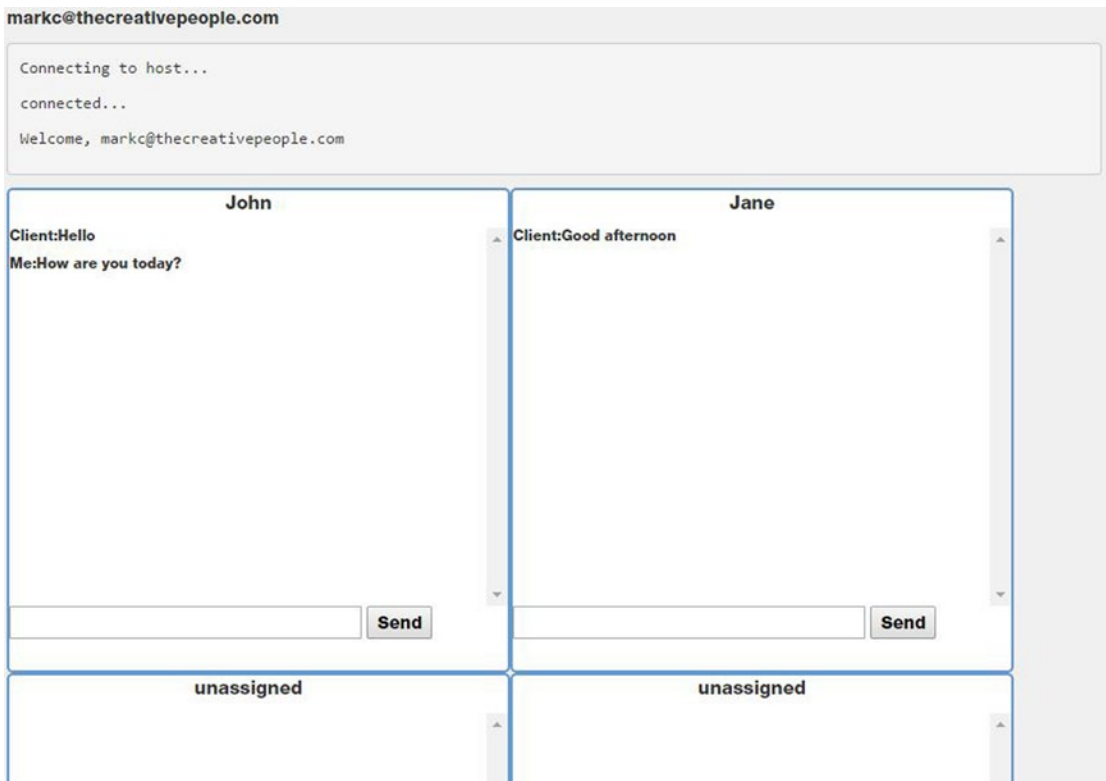 markc@thecreativepeople.com
Connecting to host...
connected...
Welcome, markc@thecreativepeople.com
John
Client:Hello
Me:How are you today?
Send
Jane
Client:Good afternoon
Send
unassigned
unassigned